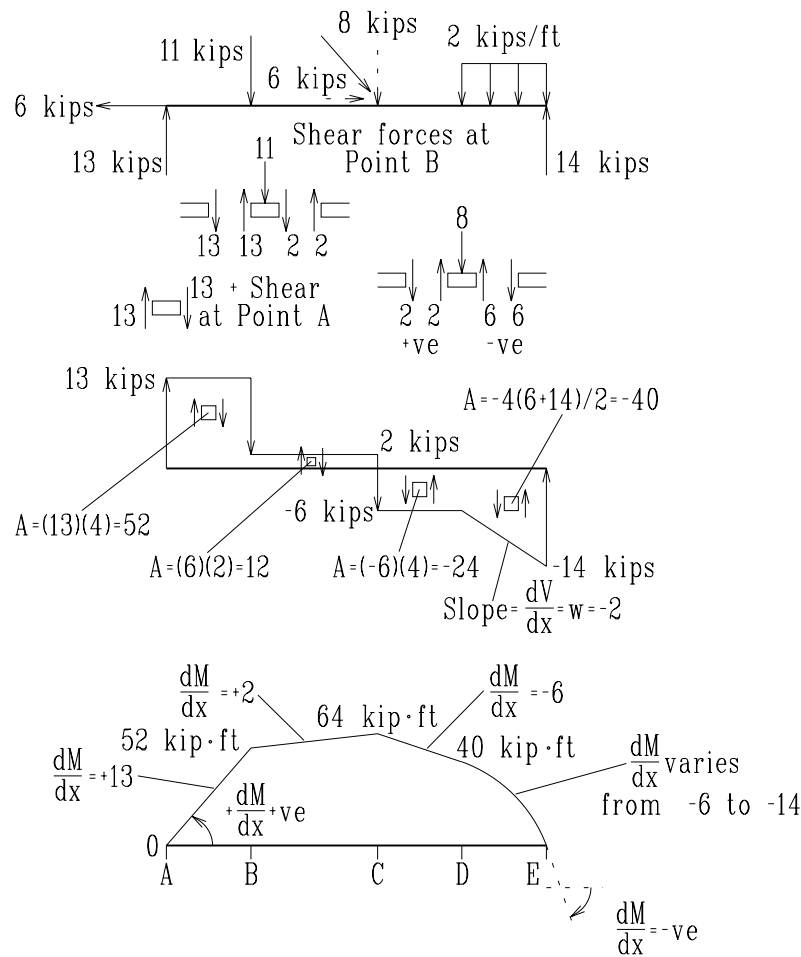 8 kips
11 kips
2 kips/ft
6 kips
6 kips
Shear forces at
Point B
13 kips
14 kips
11
13 13 2 2
8
13 + Shear
at Point A
13
2 2 6 6
+ve -ve
13 kips
A=-4(6+14)/2=-40
2 kips
-6 kips
A=(13)(4)=52
A=(6)(2)=12
A=(-6)(4)=-24
-14 kips
Slope=dV/dx=w=-2
dM/dx=+2
dM/dx=-6
64 kip·ft
52 kip·ft
40 kip·ft
dM/dx=+13
dM/dx varies
from -6 to -14
+dM/dx+ve
0
A B C D E
dM/dx=-ve